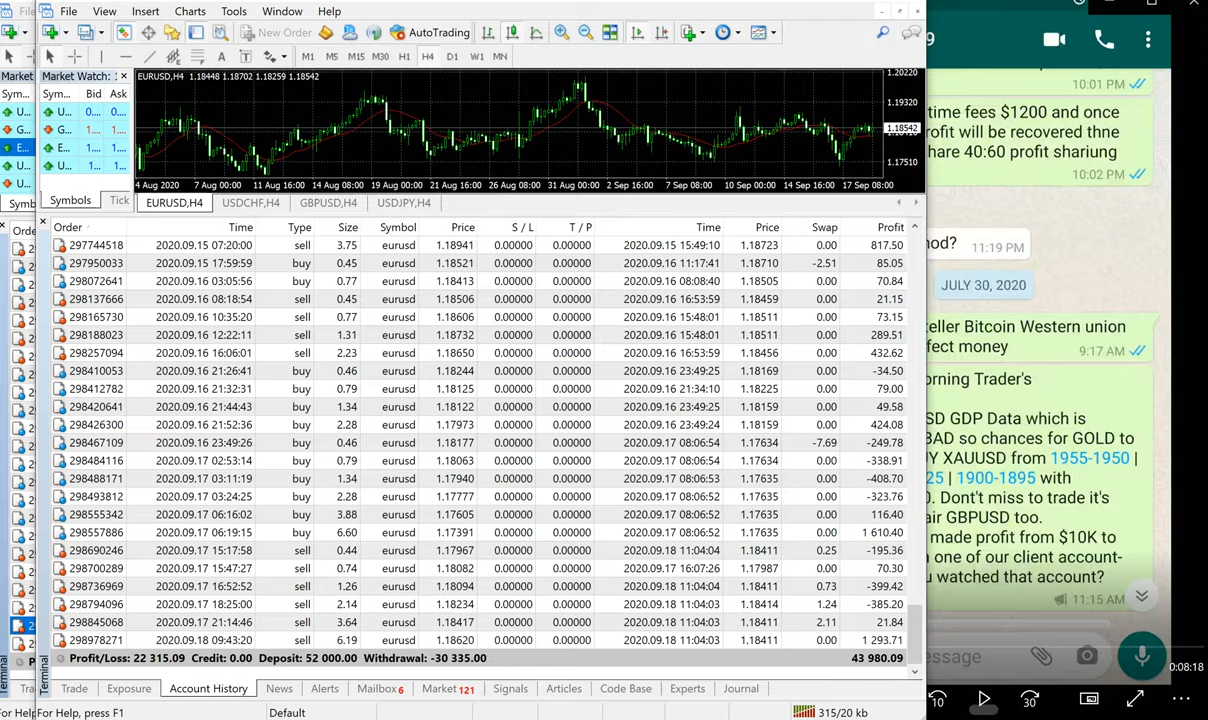 File View Insert Charts Tools Window Help
New Order AutoTrading
M1 M5 M15 M30 H1 H4 D1 W1 MN
Market Watch:
Sym... Bid Ask
U... 0.... 0....
G... 1.... 1....
E... 1.... 1....
U... 1.... 1....
Symbols Tick
EURUSD,H4 1.18448 1.18702 1.18259 1.18542
1.20220
1.19320
1.18542
1.17510
4 Aug 2020 7 Aug 00:00 11 Aug 16:00 14 Aug 08:00 19 Aug 00:00 21 Aug 16:00 26 Aug 08:00 31 Aug 00:00 2 Sep 16:00 7 Sep 08:00 10 Sep 00:00 14 Sep 16:00 17 Sep 08:00
EURUSD,H4 USDCHF,H4 GBPUSD,H4 USDJPY,H4
Order Time Type Size Symbol Price S / L T / P Time Price Swap Profit
297744518 2020.09.15 07:20:00 sell 3.75 eurusd 1.18941 0.00000 0.00000 2020.09.15 15:49:10 1.18723 0.00 817.50
297950033 2020.09.15 17:59:59 buy 0.45 eurusd 1.18521 0.00000 0.00000 2020.09.16 11:17:41 1.18710 -2.51 85.05
298072641 2020.09.16 03:05:56 buy 0.77 eurusd 1.18413 0.00000 0.00000 2020.09.16 08:08:40 1.18505 0.00 70.84
298137666 2020.09.16 08:18:54 sell 0.45 eurusd 1.18506 0.00000 0.00000 2020.09.16 16:53:59 1.18459 0.00 21.15
298165730 2020.09.16 10:35:20 sell 0.77 eurusd 1.18606 0.00000 0.00000 2020.09.16 15:48:01 1.18511 0.00 73.15
298188023 2020.09.16 12:22:11 sell 1.31 eurusd 1.18732 0.00000 0.00000 2020.09.16 15:48:01 1.18511 0.00 289.51
298257094 2020.09.16 16:06:01 sell 2.23 eurusd 1.18650 0.00000 0.00000 2020.09.16 16:53:59 1.18456 0.00 432.62
298410053 2020.09.16 21:26:41 buy 0.46 eurusd 1.18244 0.00000 0.00000 2020.09.16 23:49:25 1.18169 0.00 -34.50
298412782 2020.09.16 21:32:31 buy 0.79 eurusd 1.18125 0.00000 0.00000 2020.09.16 21:34:10 1.18225 0.00 79.00
298420641 2020.09.16 21:44:43 buy 1.34 eurusd 1.18122 0.00000 0.00000 2020.09.16 23:49:25 1.18159 0.00 49.58
298426300 2020.09.16 21:52:36 buy 2.28 eurusd 1.17973 0.00000 0.00000 2020.09.16 23:49:24 1.18159 0.00 424.08
298467109 2020.09.16 23:49:26 buy 0.46 eurusd 1.18177 0.00000 0.00000 2020.09.17 08:06:54 1.17634 -7.69 -249.78
298484116 2020.09.17 02:53:14 buy 0.79 eurusd 1.18063 0.00000 0.00000 2020.09.17 08:06:54 1.17634 0.00 -338.91
298488171 2020.09.17 03:11:19 buy 1.34 eurusd 1.17940 0.00000 0.00000 2020.09.17 08:06:53 1.17635 0.00 -408.70
298493812 2020.09.17 03:24:25 buy 2.28 eurusd 1.17777 0.00000 0.00000 2020.09.17 08:06:52 1.17635 0.00 -323.76
298555342 2020.09.17 06:16:02 buy 3.88 eurusd 1.17605 0.00000 0.00000 2020.09.17 08:06:52 1.17635 0.00 116.40
298557886 2020.09.17 06:19:15 buy 6.60 eurusd 1.17391 0.00000 0.00000 2020.09.17 08:06:52 1.17635 0.00 1 610.40
298690246 2020.09.17 15:17:58 sell 0.44 eurusd 1.17967 0.00000 0.00000 2020.09.18 11:04:04 1.18411 0.25 -195.36
298700289 2020.09.17 15:47:27 sell 0.74 eurusd 1.18082 0.00000 0.00000 2020.09.17 16:07:26 1.17987 0.00 70.30
298736969 2020.09.17 16:52:52 sell 1.26 eurusd 1.18094 0.00000 0.00000 2020.09.18 11:04:04 1.18411 0.73 -399.42
298794096 2020.09.17 18:25:00 sell 2.14 eurusd 1.18234 0.00000 0.00000 2020.09.18 11:04:03 1.18414 1.24 -385.20
298845068 2020.09.17 21:14:46 sell 3.64 eurusd 1.18417 0.00000 0.00000 2020.09.18 11:04:03 1.18411 2.11 21.84
298978271 2020.09.18 09:43:20 sell 6.19 eurusd 1.18620 0.00000 0.00000 2020.09.18 11:04:03 1.18411 0.00 1 293.71
Profit/Loss: 22 315.09 Credit: 0.00 Deposit: 52 000.00 Withdrawal: -30 335.00 43 980.09
Trade Exposure Account History News Alerts Mailbox 6 Market 121 Signals Articles Code Base Experts Journal
Terminal
For Help, press F1 Default 315/20 kb
9
10:01 PM
time fees $1200 and once
rofit will be recovered thne
hare 40:60 profit shariung
10:02 PM
nod? 11:19 PM
JULY 30, 2020
teller Bitcoin Western union
fect money
9:17 AM
orning Trader's
SD GDP Data which is
BAD so chances for GOLD to
JY XAUUSD from 1955-1950 |
25 | 1900-1895 with
0. Don't miss to trade it's
air GBPUSD too.
made profit from $10K to
n one of our client account-
u watched that account?
11:15 AM
essage
0:08:18
10 30